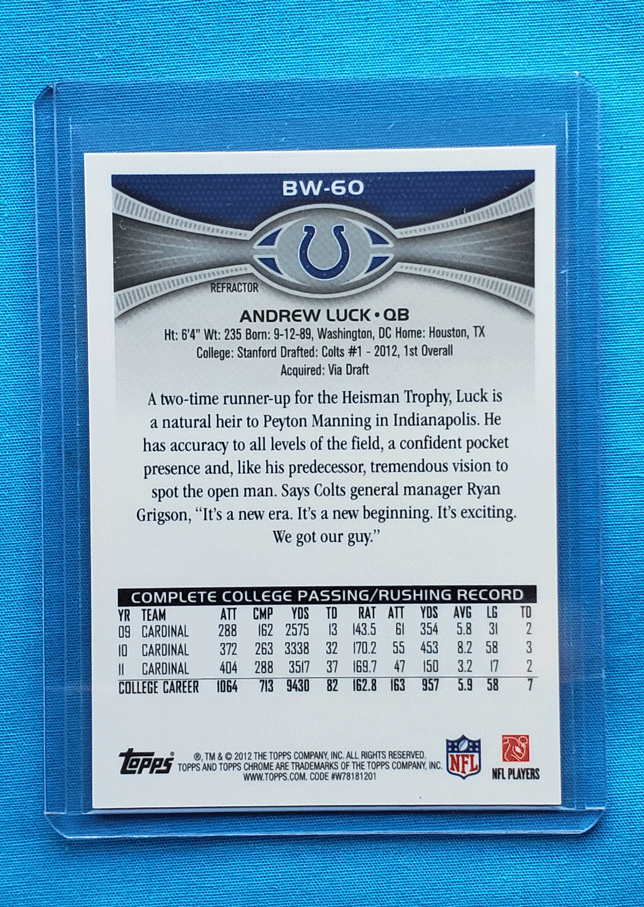 BW-60
REFRACTOR
ANDREW LUCK • QB
Ht: 6'4" Wt: 235 Born: 9-12-89, Washington, DC Home: Houston, TX
College: Stanford Drafted: Colts #1 - 2012, 1st Overall
Acquired: Via Draft
A two-time runner-up for the Heisman Trophy, Luck is
a natural heir to Peyton Manning in Indianapolis. He
has accuracy to all levels of the field, a confident pocket
presence and, like his predecessor, tremendous vision to
spot the open man. Says Colts general manager Ryan
Grigson, “It's a new era. It's a new beginning. It's exciting.
We got our guy.”
COMPLETE COLLEGE PASSING/RUSHING RECORD
YR TEAM ATT CMP YDS TD RAT ATT YDS AVG LG TD
09 CARDINAL 288 162 2575 13 143.5 61 354 5.8 31 2
10 CARDINAL 372 263 3338 32 170.2 55 453 8.2 58 3
11 CARDINAL 404 288 3517 37 169.7 47 150 3.2 17 2
COLLEGE CAREER 1064 713 9430 82 162.8 163 957 5.9 58 7
Topps®
®, TM & © 2012 THE TOPPS COMPANY, INC. ALL RIGHTS RESERVED.
TOPPS AND TOPPS CHROME ARE TRADEMARKS OF THE TOPPS COMPANY, INC.
WWW.TOPPS.COM. CODE #W78181201
NFL
NFL PLAYERS